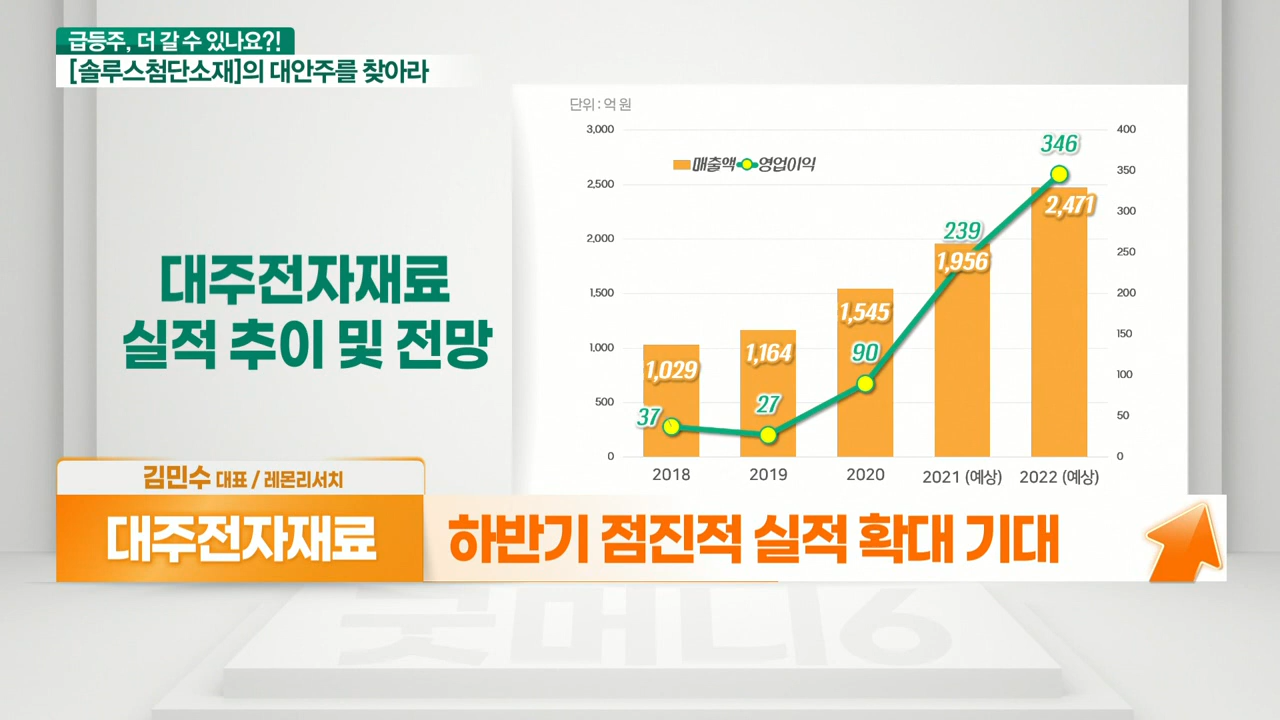 급등주, 더 갈 수 있나요?!
[솔루스첨단소재]의 대안주를 찾아라
대주전자재료
실적 추이 및 전망
단위 : 억 원
매출액 영업이익
3,000
2,500
2,000
1,500
1,000
500
0
400
350
300
250
200
150
100
50
0
1,029
1,164
1,545
1,956
2,471
37
27
90
239
346
2018 2019 2020 2021 (예상) 2022 (예상)
김민수 대표 / 레몬리서치
대주전자재료
하반기 점진적 실적 확대 기대
굿머니6